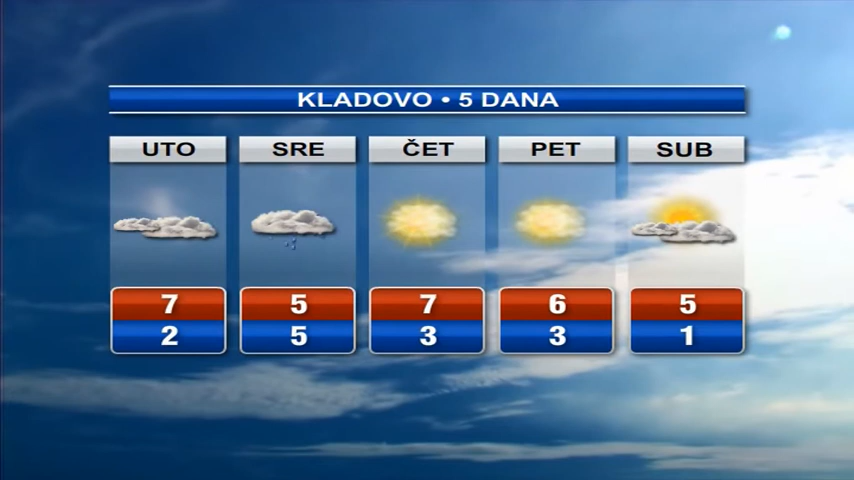 KLADOVO • 5 DANA
UTO SRE ČET PET SUB
7 5 7 6 5
2 5 3 3 1